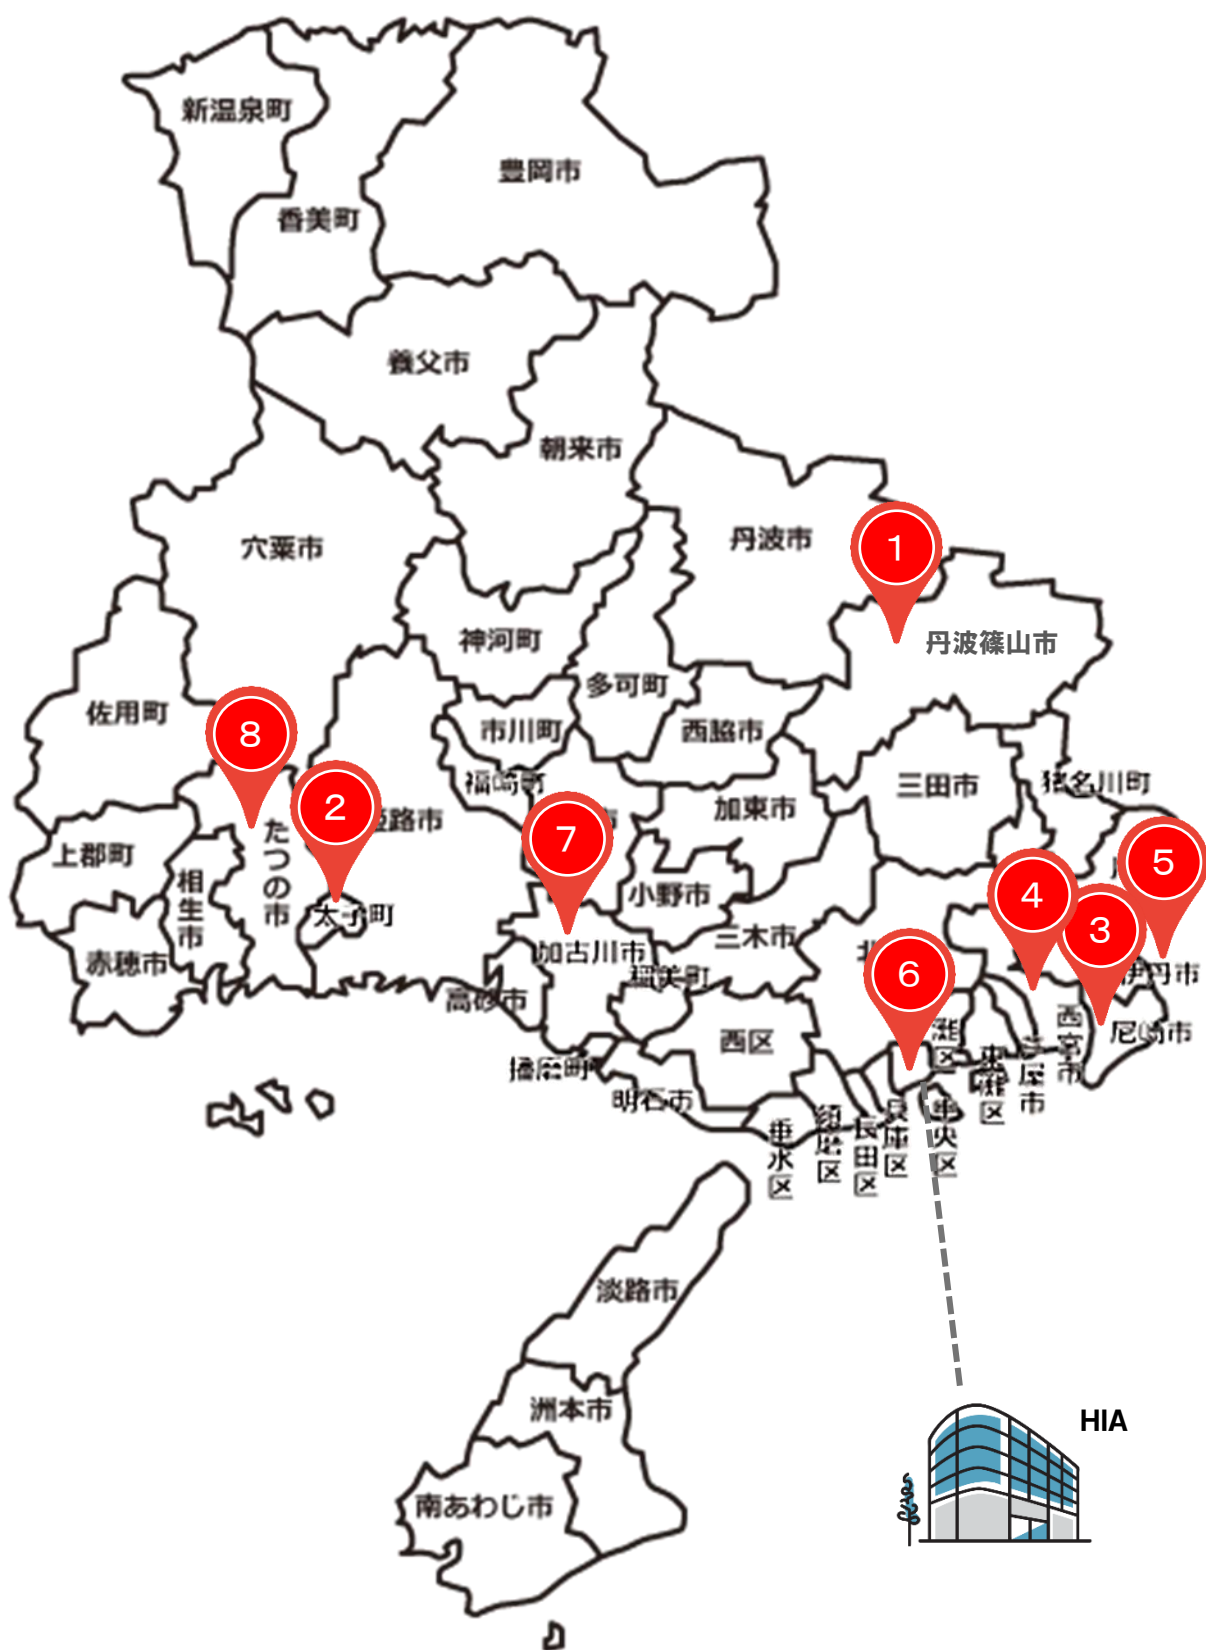 新温泉町
香美町
豊岡市
養父市
朝来市
穴粟市
丹波市
1
神河町
丹波篠山市
多可町
佐用町
8
市川町
西脇市
福崎町
三田市
猪名川町
2
姫路市
加東市
7
市
上郡町
たつの市
相生市
小野市
5
4
3
太子町
加古川市
三木市
北
6
赤穂市
稲美町
伊丹市
高砂市
西区
灘区
西宮市
尼崎市
播磨町
明石市
東灘区
芦屋市
垂水区
須磨区
長田区
兵庫区
中央区
淡路市
洲本市
HIA
南あわじ市